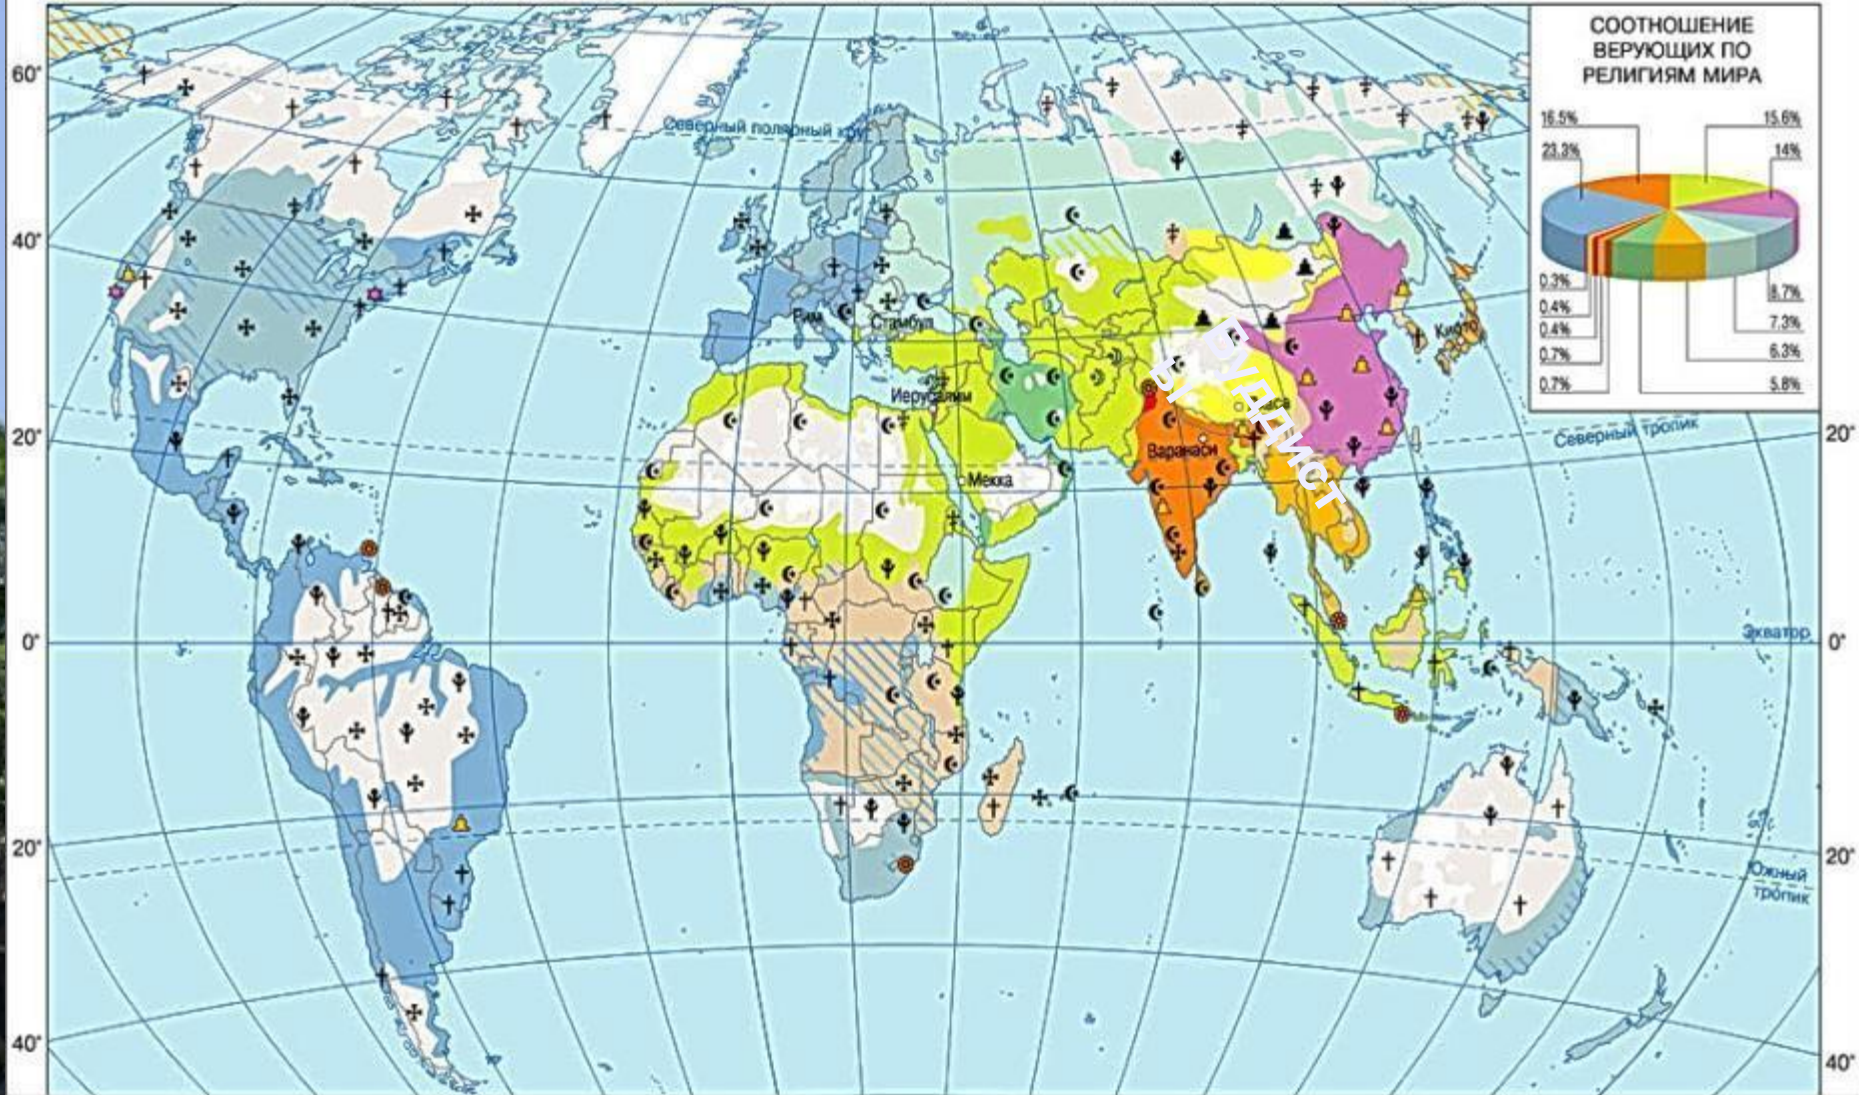 СООТНОШЕНИЕ
ВЕРУЮЩИХ ПО
РЕЛИГИЯМ МИРА
16.5%
15.6%
23.3%
14%
0.3%
0.4%
0.4%
0.7%
0.7%
8.7%
7.3%
6.3%
5.8%
60°
40°
20°
0°
20°
40°
20°
0°
20°
40°
Северный полярный круг
Рим
Стамбул
Иерусалим
Мекка
Варанаси
Киото
БУДДИСТ
Северный тропик
Экватор
Южный
тропик